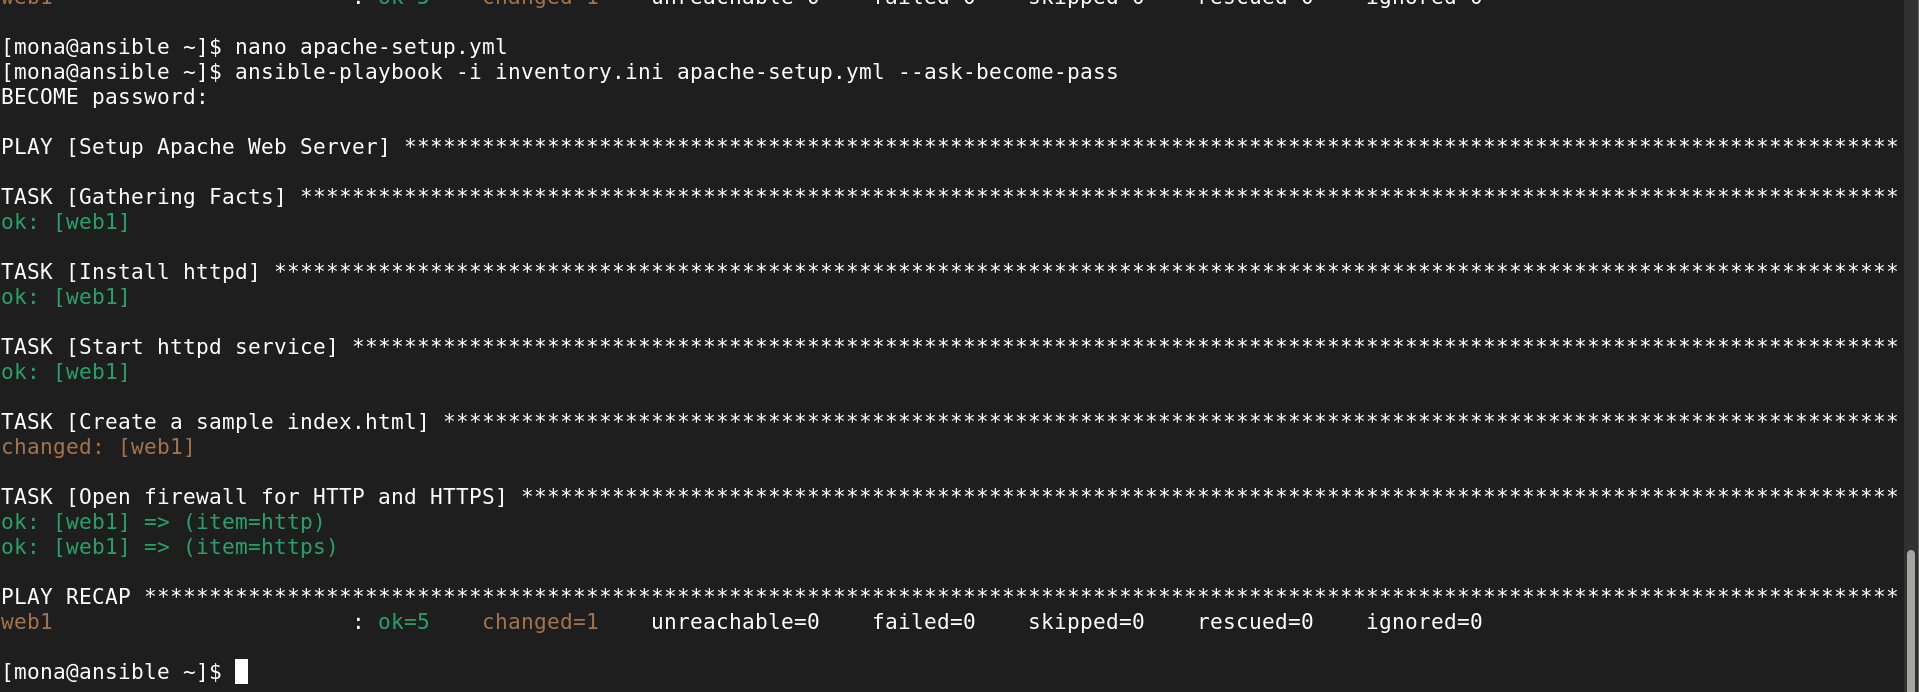 web1 : ok=5 changed=1 unreachable=0 failed=0 skipped=0 rescued=0 ignored=0
[mona@ansible ~]$ nano apache-setup.yml
[mona@ansible ~]$ ansible-playbook -i inventory.ini apache-setup.yml --ask-become-pass
BECOME password:
PLAY [Setup Apache Web Server] *******************************************************************************************************************
TASK [Gathering Facts] ***************************************************************************************************************************
ok: [web1]
TASK [Install httpd] *****************************************************************************************************************************
ok: [web1]
TASK [Start httpd service] ***********************************************************************************************************************
ok: [web1]
TASK [Create a sample index.html] ****************************************************************************************************************
changed: [web1]
TASK [Open firewall for HTTP and HTTPS] **********************************************************************************************************
ok: [web1] => (item=http)
ok: [web1] => (item=https)
PLAY RECAP ***************************************************************************************************************************************
web1 : ok=5 changed=1 unreachable=0 failed=0 skipped=0 rescued=0 ignored=0
[mona@ansible ~]$